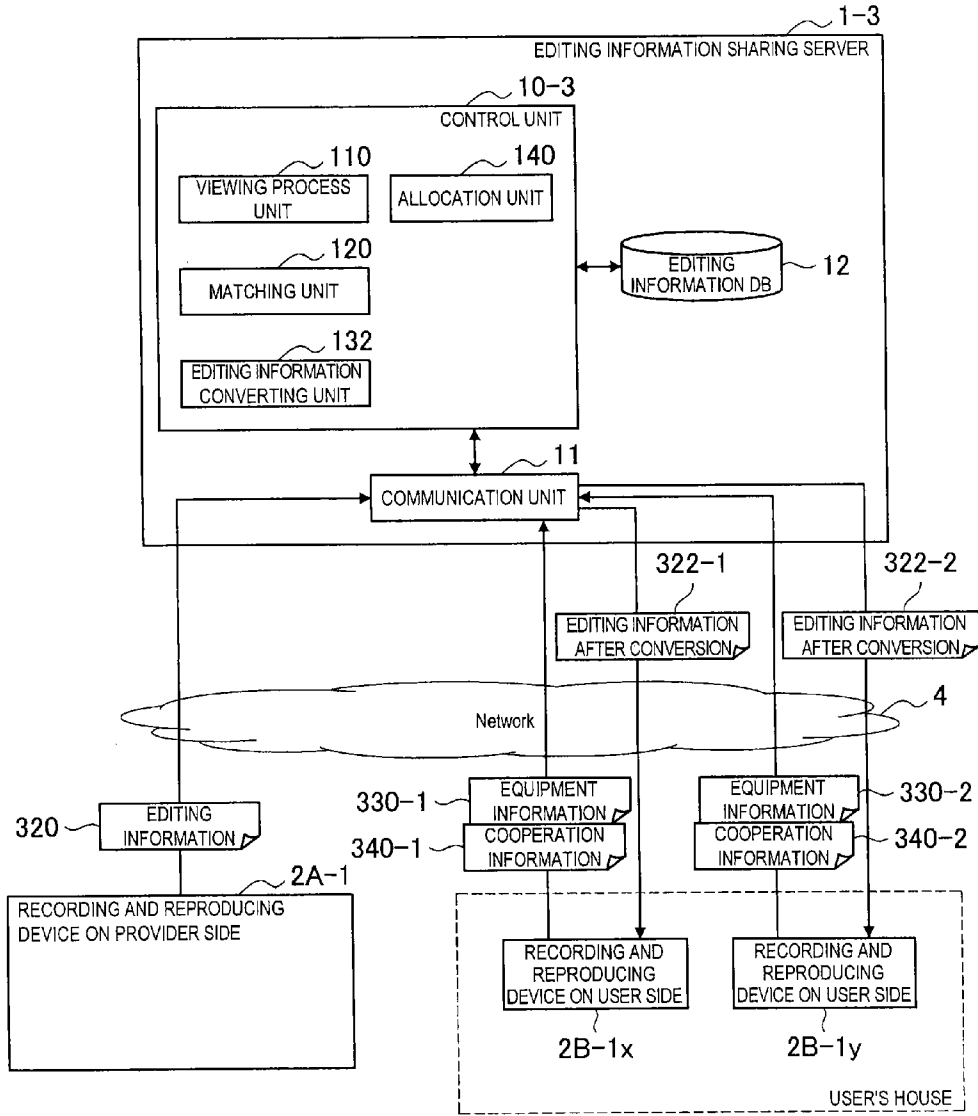 1-3
EDITING INFORMATION SHARING SERVER
10-3
CONTROL UNIT
110
140
VIEWING PROCESS
UNIT
ALLOCATION UNIT
120
MATCHING UNIT
EDITING
INFORMATION DB
12
132
EDITING INFORMATION
CONVERTING UNIT
11
COMMUNICATION UNIT
322-1
322-2
EDITING INFORMATION
AFTER CONVERSION
EDITING INFORMATION
AFTER CONVERSION
4
Network
320
EDITING
INFORMATION
330-1
EQUIPMENT
INFORMATION
340-1
COOPERATION
INFORMATION
EQUIPMENT
INFORMATION
330-2
COOPERATION
INFORMATION
340-2
2A-1
RECORDING AND REPRODUCING
DEVICE ON PROVIDER SIDE
RECORDING AND
REPRODUCING
DEVICE ON USER SIDE
RECORDING AND
REPRODUCING
DEVICE ON USER SIDE
2B-1x
2B-1y
USER'S HOUSE